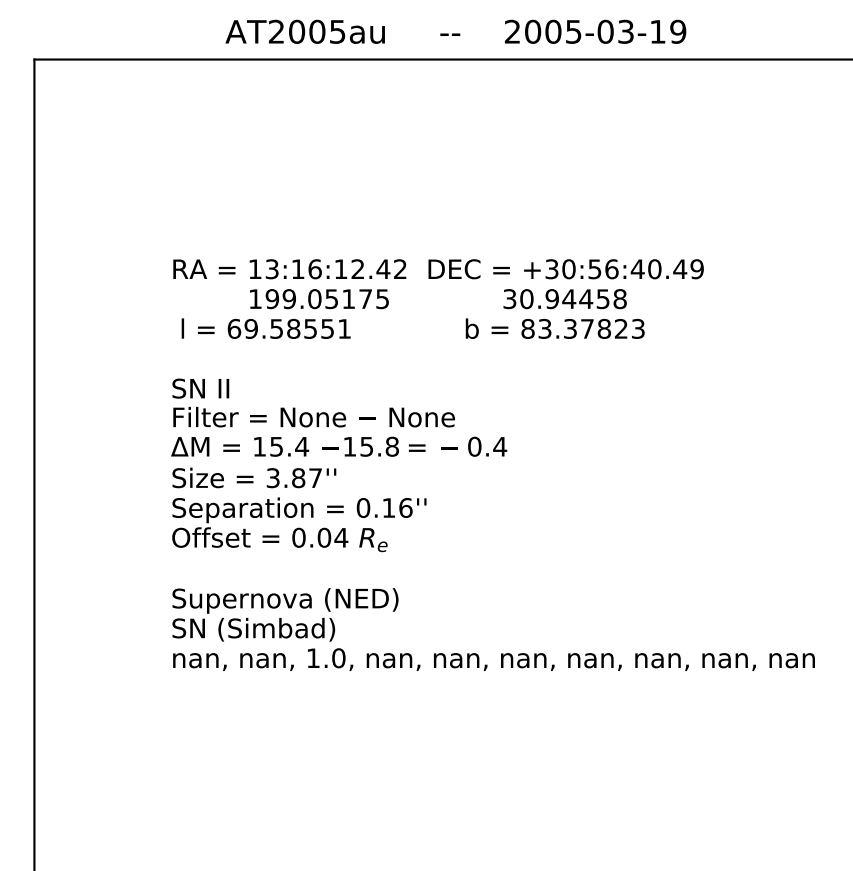 AT2005au -- 2005-03-19
RA = 13:16:12.42 DEC = +30:56:40.49
199.05175 30.94458
l = 69.58551 b = 83.37823
SN II
Filter = None − None
ΔM = 15.4 −15.8 = − 0.4
Size = 3.87''
Separation = 0.16''
Offset = 0.04 Re
Supernova (NED)
SN (Simbad)
nan, nan, 1.0, nan, nan, nan, nan, nan, nan, nan